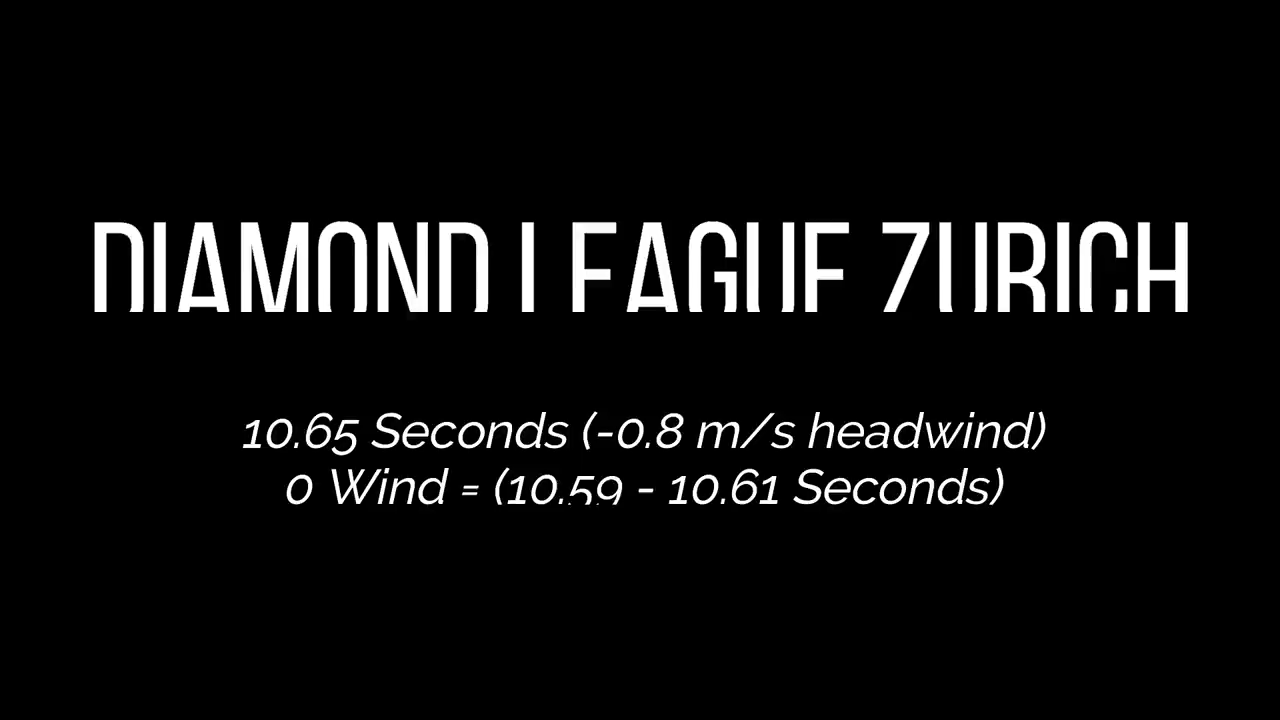 DIAMOND LEAGUE ZURICH
10.65 Seconds (-0.8 m/s headwind)
0 Wind = (10.59 - 10.61 Seconds)